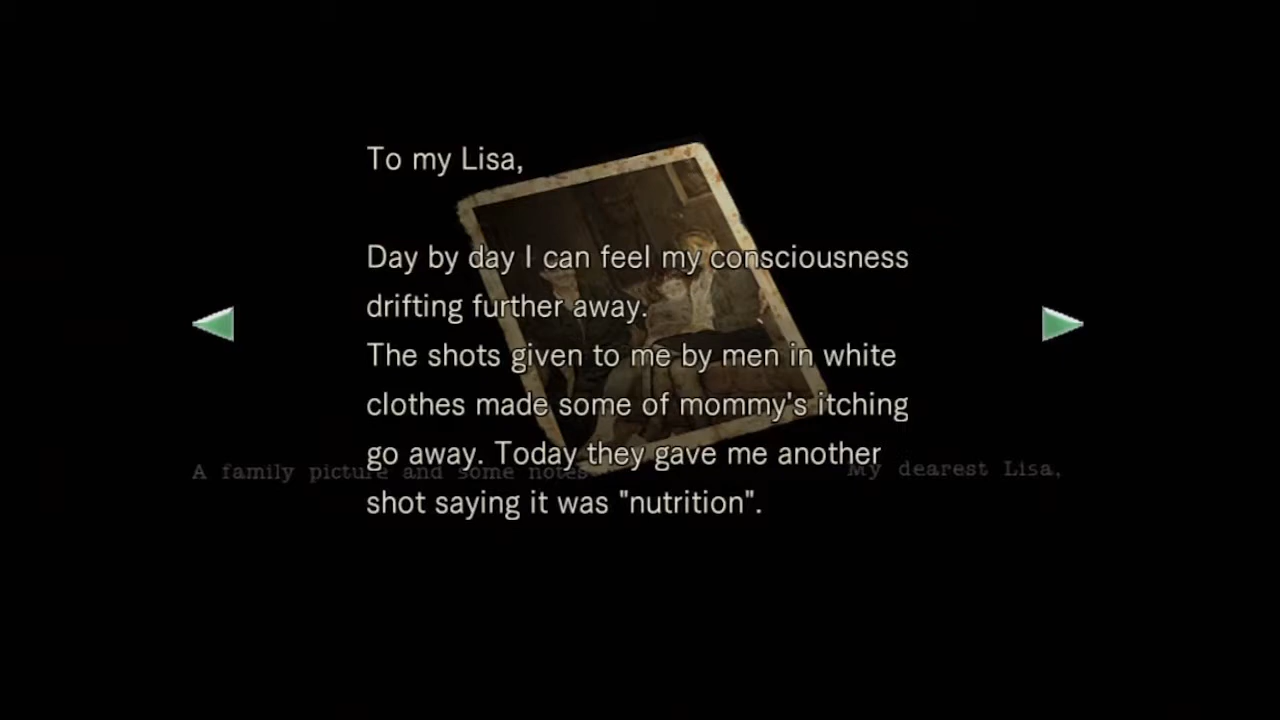 To my Lisa,
Day by day I can feel my consciousness
drifting further away.
The shots given to me by men in white
clothes made some of mommy's itching
go away. Today they gave me another
shot saying it was "nutrition".
A family picture and some notes
My dearest Lisa,